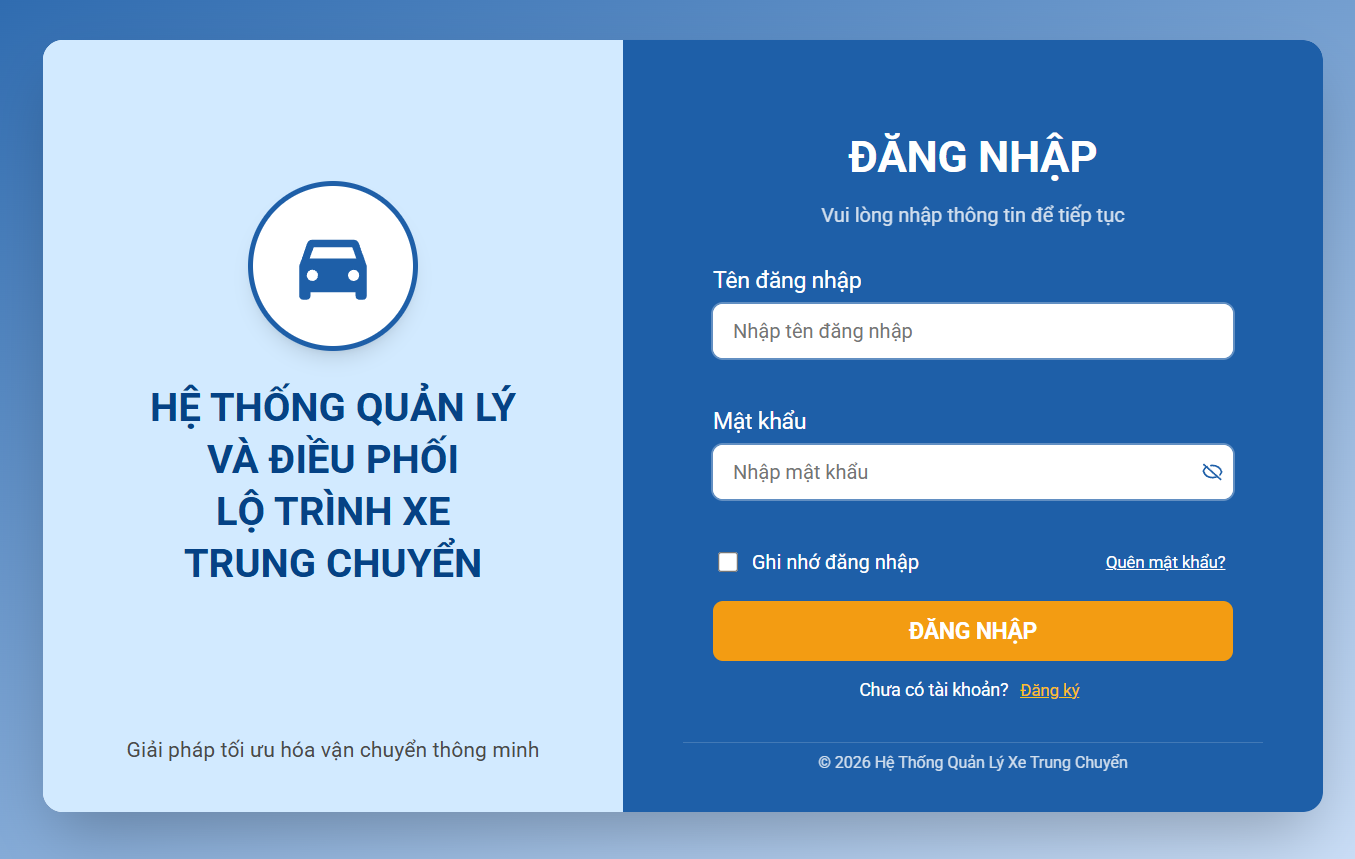 HỆ THỐNG QUẢN LÝ
VÀ ĐIỀU PHỐI
LỘ TRÌNH XE
TRUNG CHUYỂN
Giải pháp tối ưu hóa vận chuyển thông minh
ĐĂNG NHẬP
Vui lòng nhập thông tin để tiếp tục
Tên đăng nhập
Nhập tên đăng nhập
Mật khẩu
Nhập mật khẩu
Ghi nhớ đăng nhập Quên mật khẩu?
ĐĂNG NHẬP
Chưa có tài khoản? Đăng ký
© 2026 Hệ Thống Quản Lý Xe Trung Chuyển